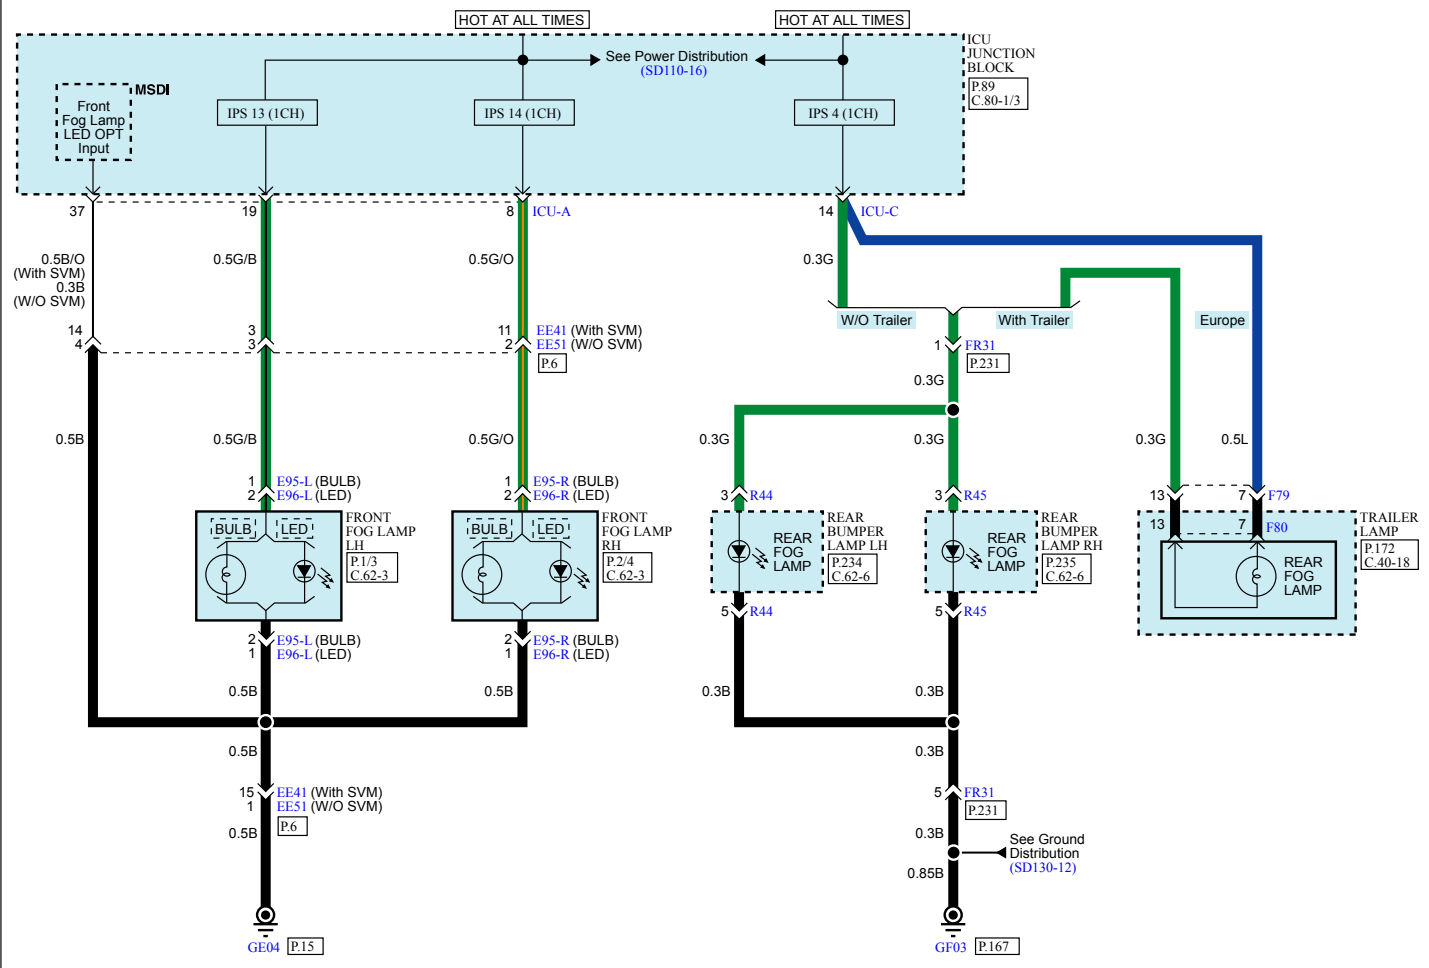 HOT AT ALL TIMES
HOT AT ALL TIMES
ICU
JUNCTION
BLOCK
P.89
C.80-1/3
See Power Distribution
(SD110-16)
MSDI
Front
Fog Lamp
LED OPT
Input
IPS 13 (1CH)
IPS 14 (1CH)
IPS 4 (1CH)
37
19
8 ICU-A
14 ICU-C
0.5B/O
(With SVM)
0.3B
(W/O SVM)
0.5G/B
0.5G/O
0.3G
W/O Trailer
With Trailer
Europe
14
4
3
3
11 EE41 (With SVM)
2 EE51 (W/O SVM)
P.6
1 FR31
P.231
0.3G
0.5B
0.5G/B
0.5G/O
0.3G
0.3G
0.3G
0.5L
1 E95-L (BULB)
2 E96-L (LED)
1 E95-R (BULB)
2 E96-R (LED)
3 R44
3 R45
13
7 F79
13
7 F80
BULB
LED
FRONT
FOG LAMP
LH
P.1/3
C.62-3
BULB
LED
FRONT
FOG LAMP
RH
P.2/4
C.62-3
REAR
FOG
LAMP
REAR
BUMPER
LAMP LH
P.234
C.62-6
REAR
FOG
LAMP
REAR
BUMPER
LAMP RH
P.235
C.62-6
REAR
FOG
LAMP
TRAILER
LAMP
P.172
C.40-18
2 E95-L (BULB)
1 E96-L (LED)
2 E95-R (BULB)
1 E96-R (LED)
5 R44
5 R45
0.5B
0.5B
0.3B
0.3B
0.5B
0.3B
15 EE41 (With SVM)
1 EE51 (W/O SVM)
P.6
5 FR31
P.231
0.5B
0.3B
See Ground
Distribution
(SD130-12)
0.85B
GE04 P.15
GF03 P.167